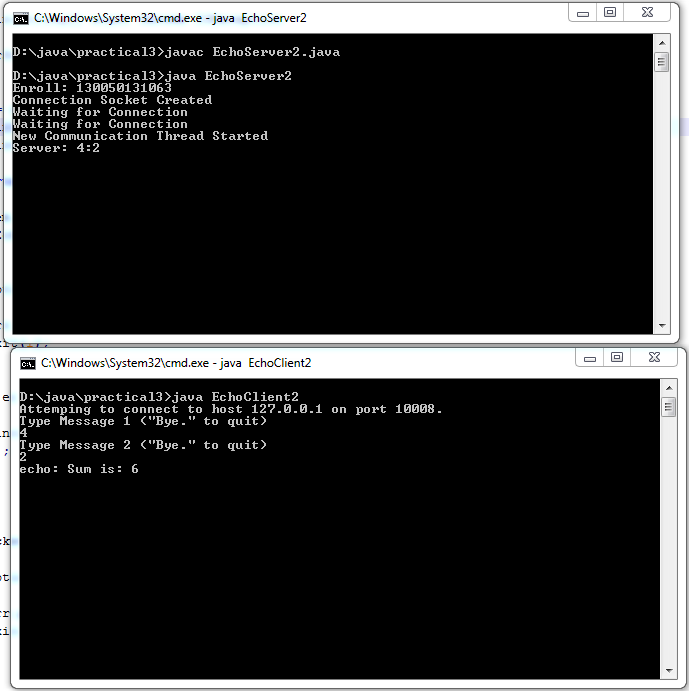 C:\Windows\System32\cmd.exe - java  EchoServer2
D:\java\practical3>javac EchoServer2.java
D:\java\practical3>java EchoServer2
Enroll: 130050131063
Connection Socket Created
Waiting for Connection
Waiting for Connection
New Communication Thread Started
Server: 4:2
C:\Windows\System32\cmd.exe - java  EchoClient2
D:\java\practical3>java EchoClient2
Attemping to connect to host 127.0.0.1 on port 10008.
Type Message 1 ("Bye." to quit)
4
Type Message 2 ("Bye." to quit)
2
echo: Sum is: 6